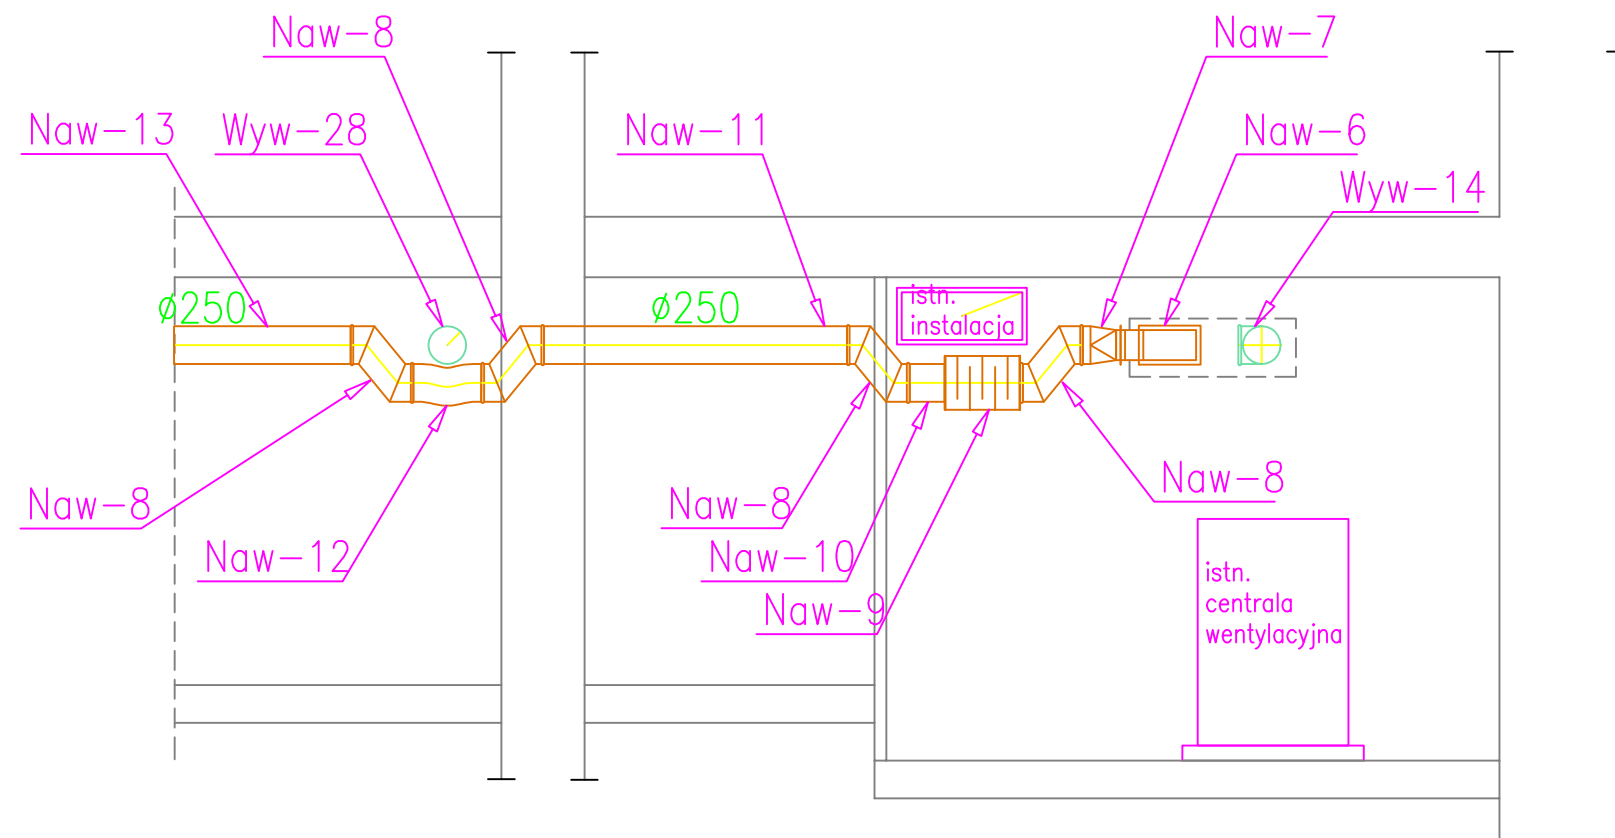 Naw-8
Naw-7
Naw-13
Wyw-28
Naw-11
Naw-6
Wyw-14
ø250
ø250
istn.
instalacja
Naw-8
Naw-8
Naw-8
Naw-12
Naw-10
Naw-9
istn.
centrala
wentylacyjna